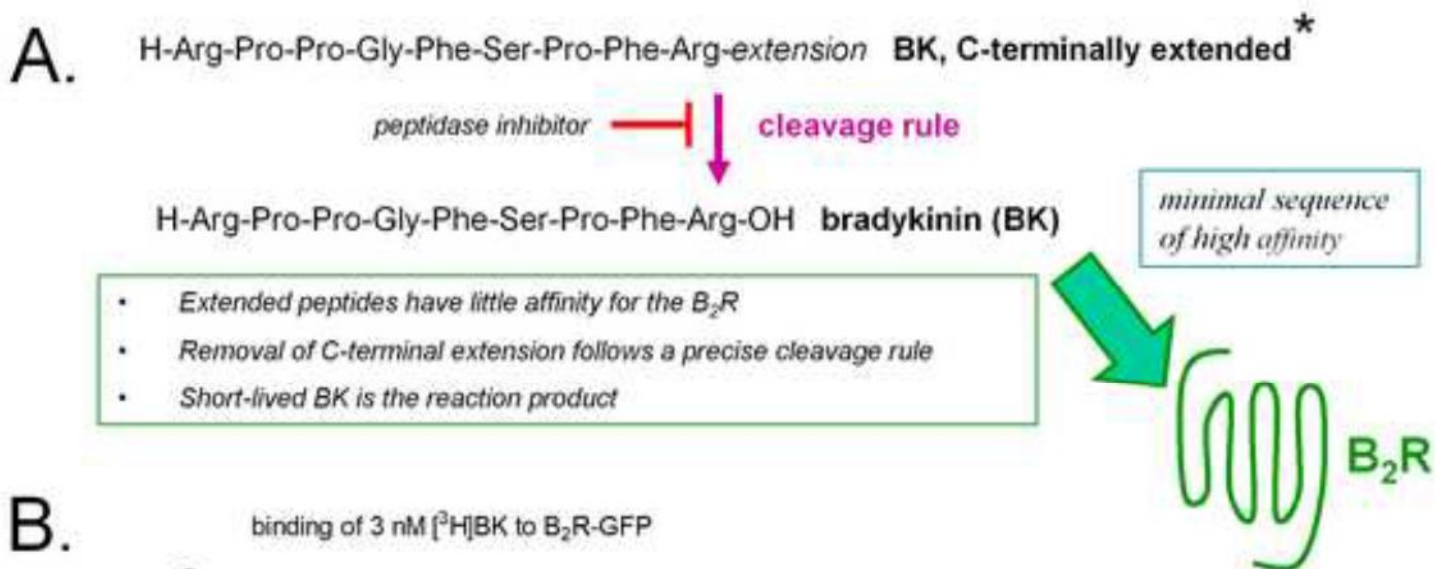 A.
H-Arg-Pro-Pro-Gly-Phe-Ser-Pro-Phe-Arg-extension BK, C-terminally extended*
peptidase inhibitor
cleavage rule
H-Arg-Pro-Pro-Gly-Phe-Ser-Pro-Phe-Arg-OH bradykinin (BK)
minimal sequence
of high affinity
• Extended peptides have little affinity for the B₂R
• Removal of C-terminal extension follows a precise cleavage rule
• Short-lived BK is the reaction product
B₂R
B.
binding of 3 nM [³H]BK to B₂R-GFP